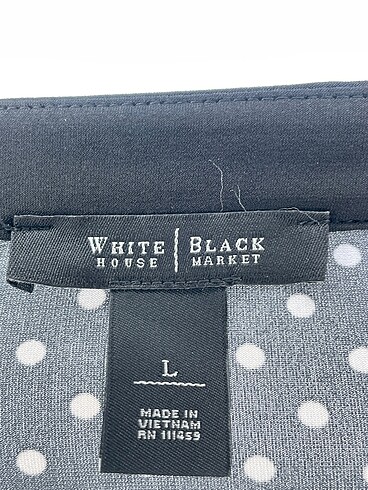 WHITE | BLACK
HOUSE | MARKET
L
MADE IN
VIETNAM
RN 111459